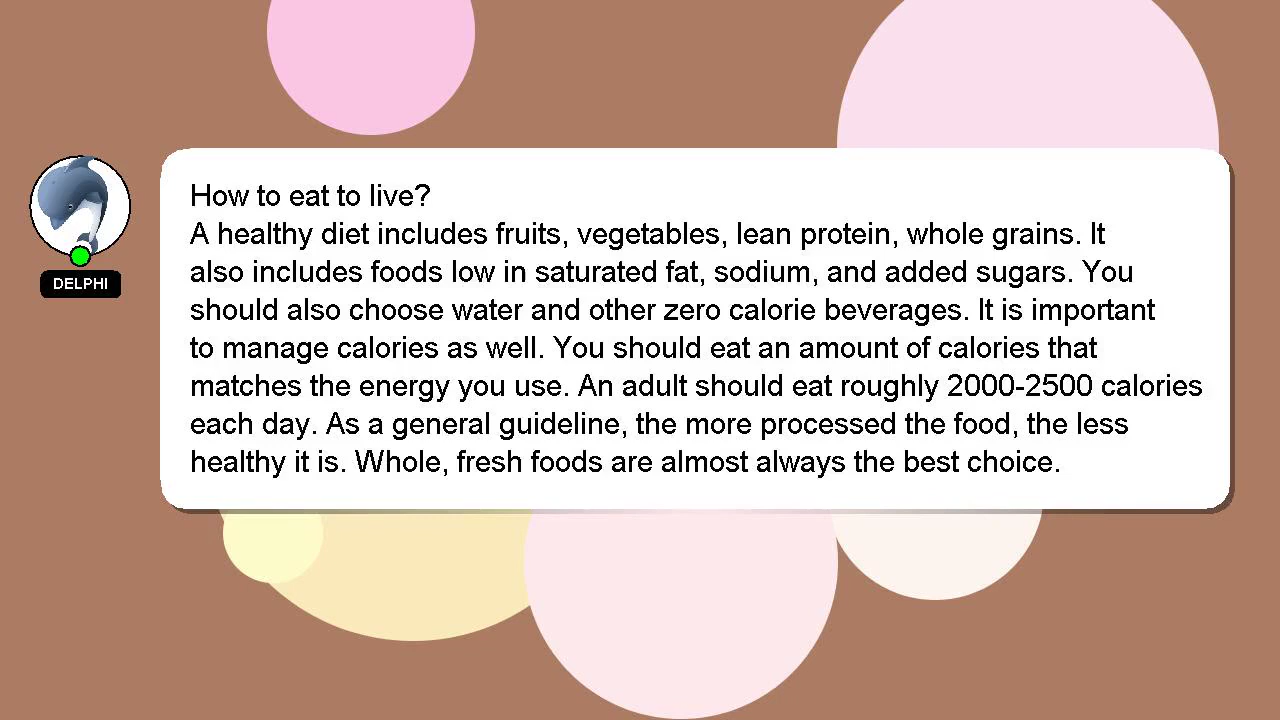 DELPHI
How to eat to live?
A healthy diet includes fruits, vegetables, lean protein, whole grains. It
also includes foods low in saturated fat, sodium, and added sugars. You
should also choose water and other zero calorie beverages. It is important
to manage calories as well. You should eat an amount of calories that
matches the energy you use. An adult should eat roughly 2000-2500 calories
each day. As a general guideline, the more processed the food, the less
healthy it is. Whole, fresh foods are almost always the best choice.